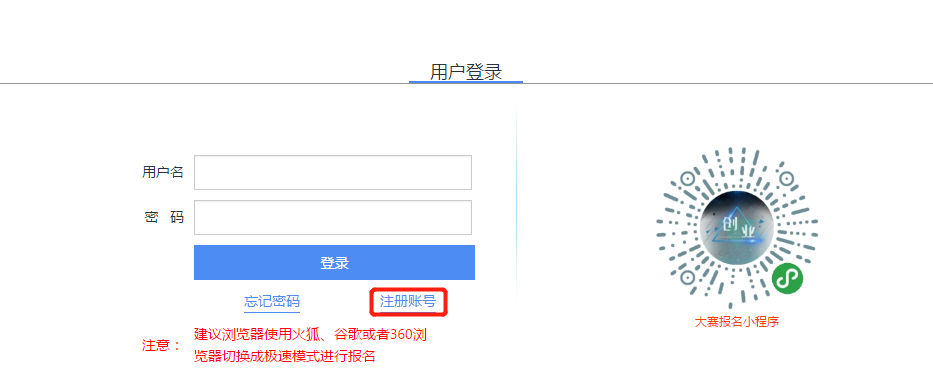 用户登录
用户名
密 码
登录
忘记密码
注册账号
注意：
建议浏览器使用火狐、谷歌或者360浏
览器切换成极速模式进行报名
创业
大赛报名小程序